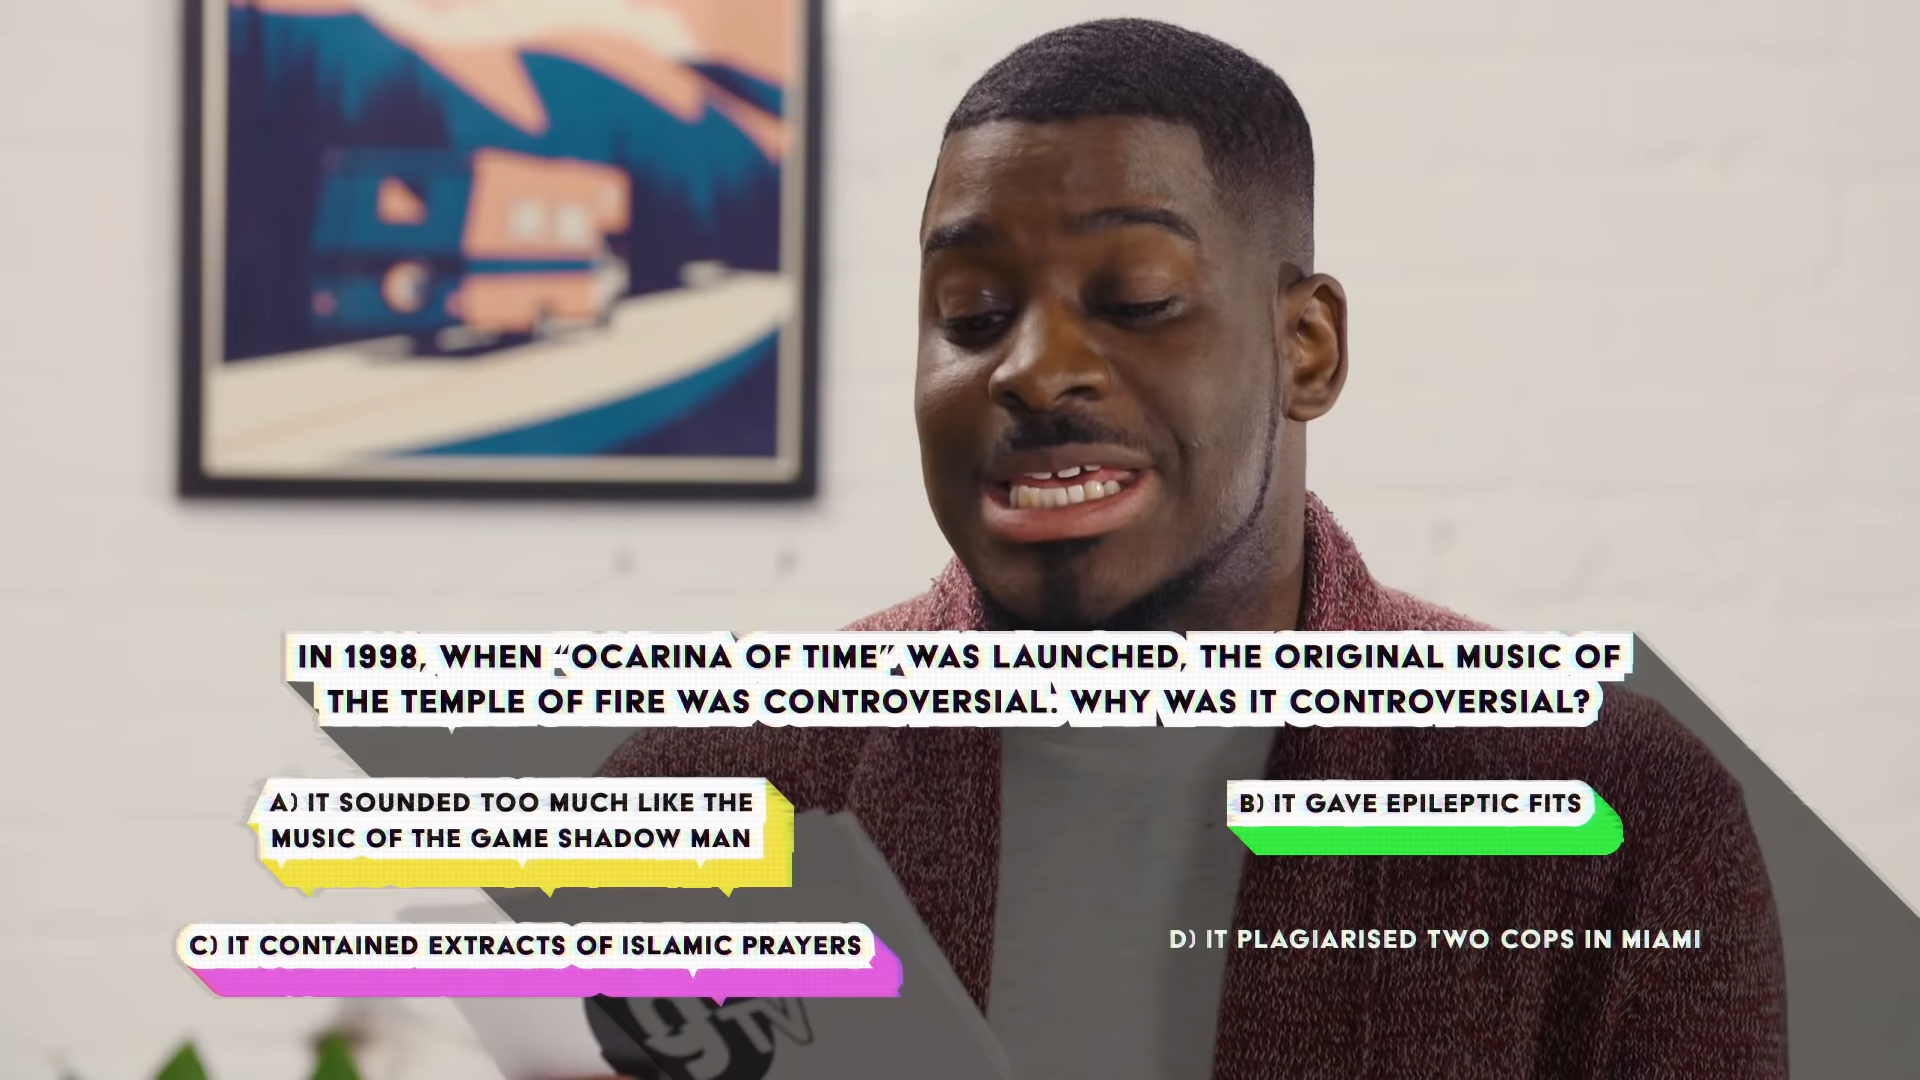 IN 1998, WHEN “OCARINA OF TIME” WAS LAUNCHED, THE ORIGINAL MUSIC OF
THE TEMPLE OF FIRE WAS CONTROVERSIAL. WHY WAS IT CONTROVERSIAL?
A) IT SOUNDED TOO MUCH LIKE THE
MUSIC OF THE GAME SHADOW MAN
B) IT GAVE EPILEPTIC FITS
C) IT CONTAINED EXTRACTS OF ISLAMIC PRAYERS
D) IT PLAGIARISED TWO COPS IN MIAMI
TV